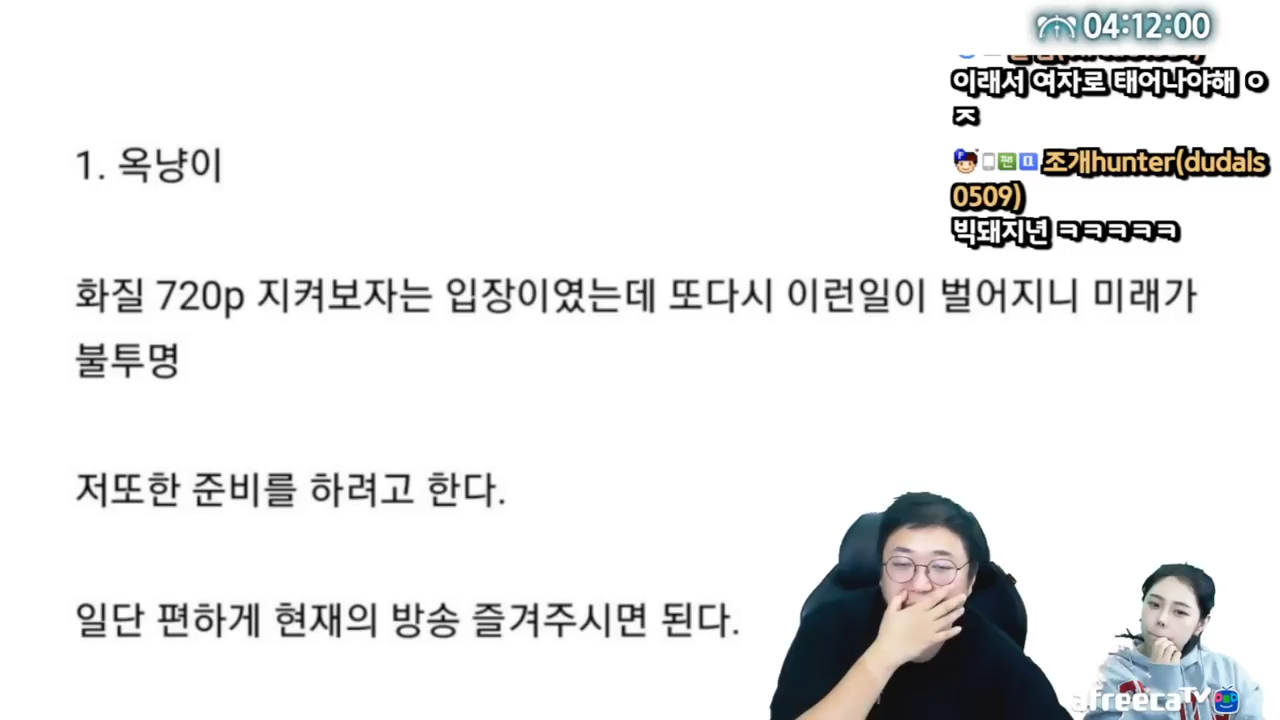 04:12:00
이래서 여자로 태어나야해 ㅇ
ㅈ
조개hunter(dudals
0509)
빅돼지년 ㅋㅋㅋㅋㅋ
1. 옥냥이
화질 720p 지켜보자는 입장이였는데 또다시 이런일이 벌어지니 미래가
불투명
저또한 준비를 하려고 한다.
일단 편하게 현재의 방송 즐겨주시면 된다.
afreecaTV